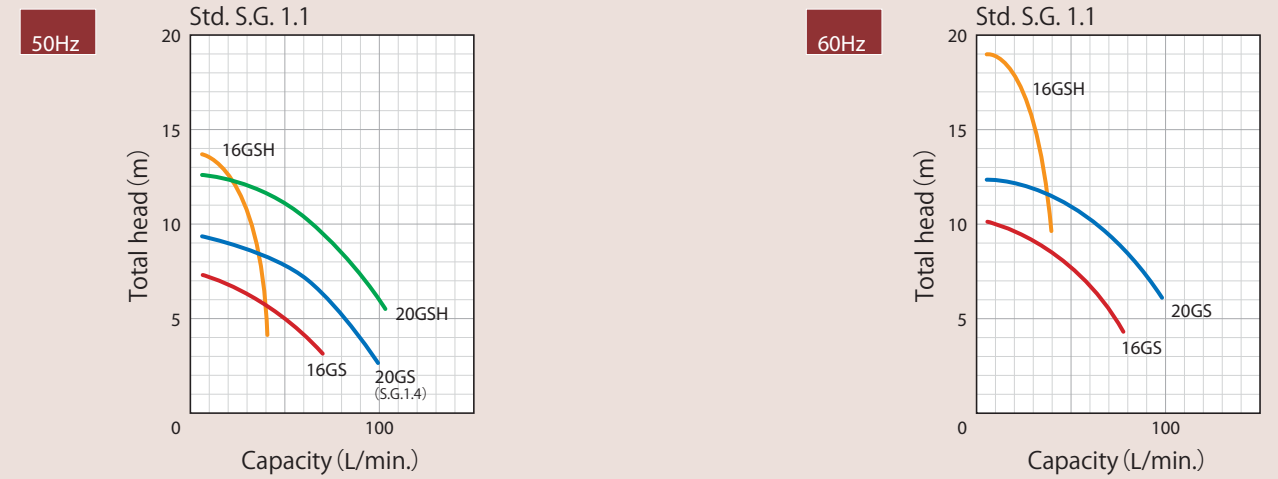 50Hz
Std. S.G. 1.1
20
15
10
5
0
100
Total head (m)
Capacity (L/min.)
16GSH
20GSH
16GS
20GS
(S.G.1.4)
60Hz
Std. S.G. 1.1
20
15
10
5
0
100
Total head (m)
Capacity (L/min.)
16GSH
20GS
16GS